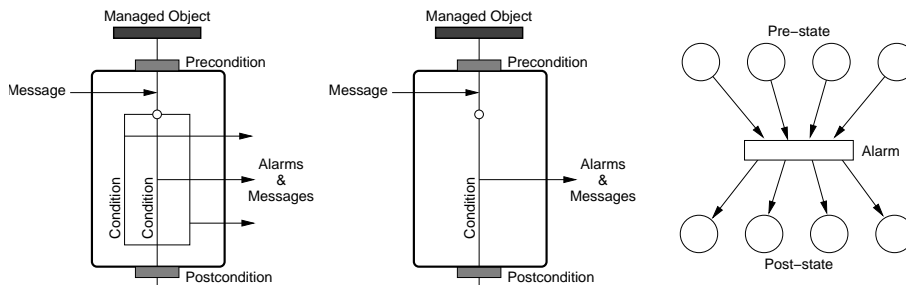 Managed Object
Precondition
Message
Condition
Condition
Alarms
&
Messages
Postcondition
Managed Object
Precondition
Message
Condition
Alarms
&
Messages
Postcondition
Pre-state
Alarm
Post-state